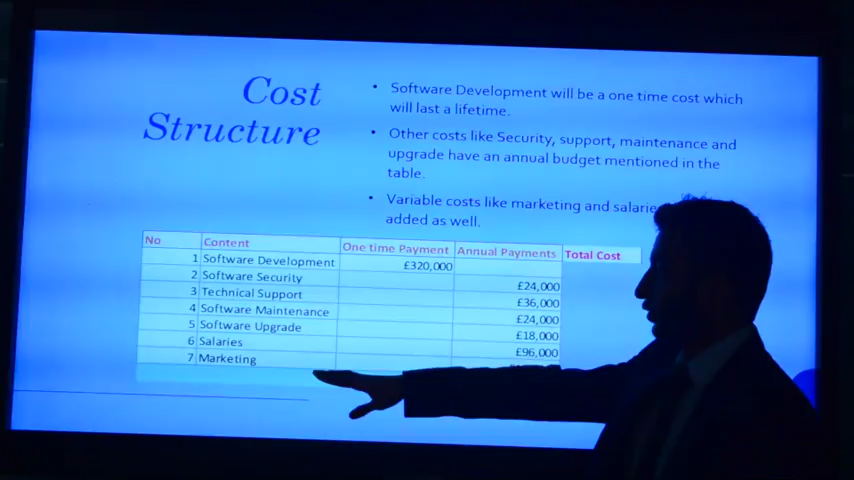 Cost
Structure
• Software Development will be a one time cost which
will last a lifetime.
• Other costs like Security, support, maintenance and
upgrade have an annual budget mentioned in the
table.
• Variable costs like marketing and salaries
added as well.
No Content One time Payment Annual Payments Total Cost
1 Software Development £320,000
2 Software Security £24,000
3 Technical Support £36,000
4 Software Maintenance £24,000
5 Software Upgrade £18,000
6 Salaries £96,000
7 Marketing